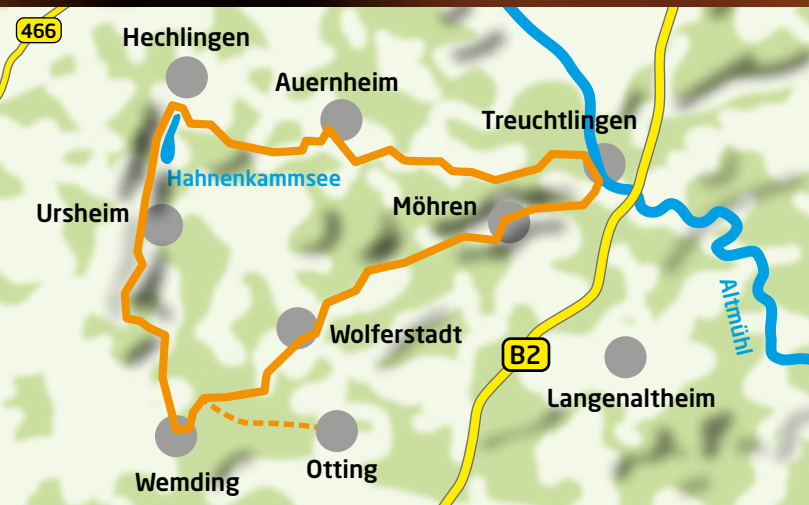 466
Hechlingen
Auernheim
Treuchtlingen
Hahnenkammsee
Möhren
Ursheim
Altmühl
Wolferstadt
B2
Langenaltheim
Otting
Wemding